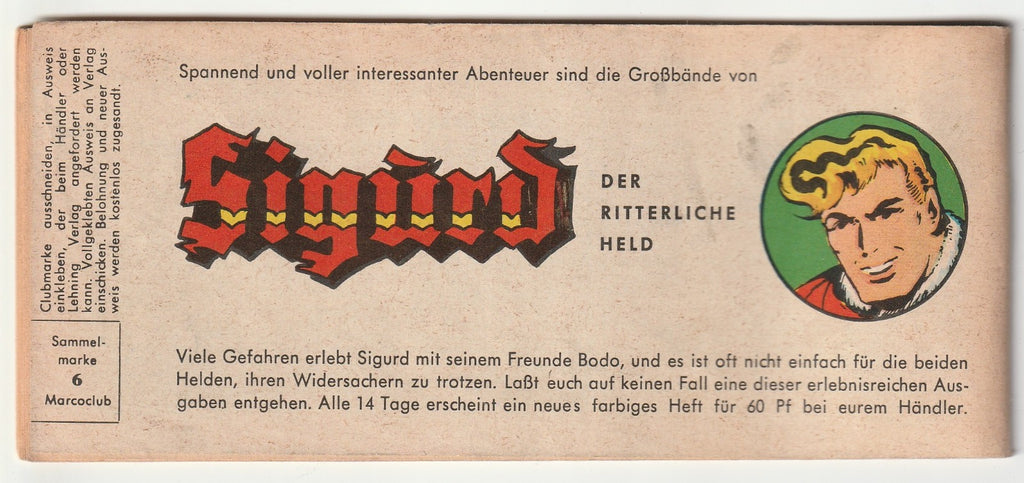 Spannend und voller interessanter Abenteuer sind die Großbände von
Sigurd
DER
RITTERLICHE
HELD
Viele Gefahren erlebt Sigurd mit seinem Freunde Bodo, und es ist oft nicht einfach für die beiden
Helden, ihren Widersachern zu trotzen. Laßt euch auf keinen Fall eine dieser erlebnisreichen Aus-
gaben entgehen. Alle 14 Tage erscheint ein neues farbiges Heft für 60 Pf bei eurem Händler.
Clubmarke ausschneiden, in Ausweis
einkleben, der beim Händler oder
Lehning Verlag angefordert werden
kann. Vollgeklebten Ausweis an Verlag
einschicken. Belohnung und neuer Aus-
weis werden kostenlos zugesandt.
Sammel-
marke
6
Marcoclub